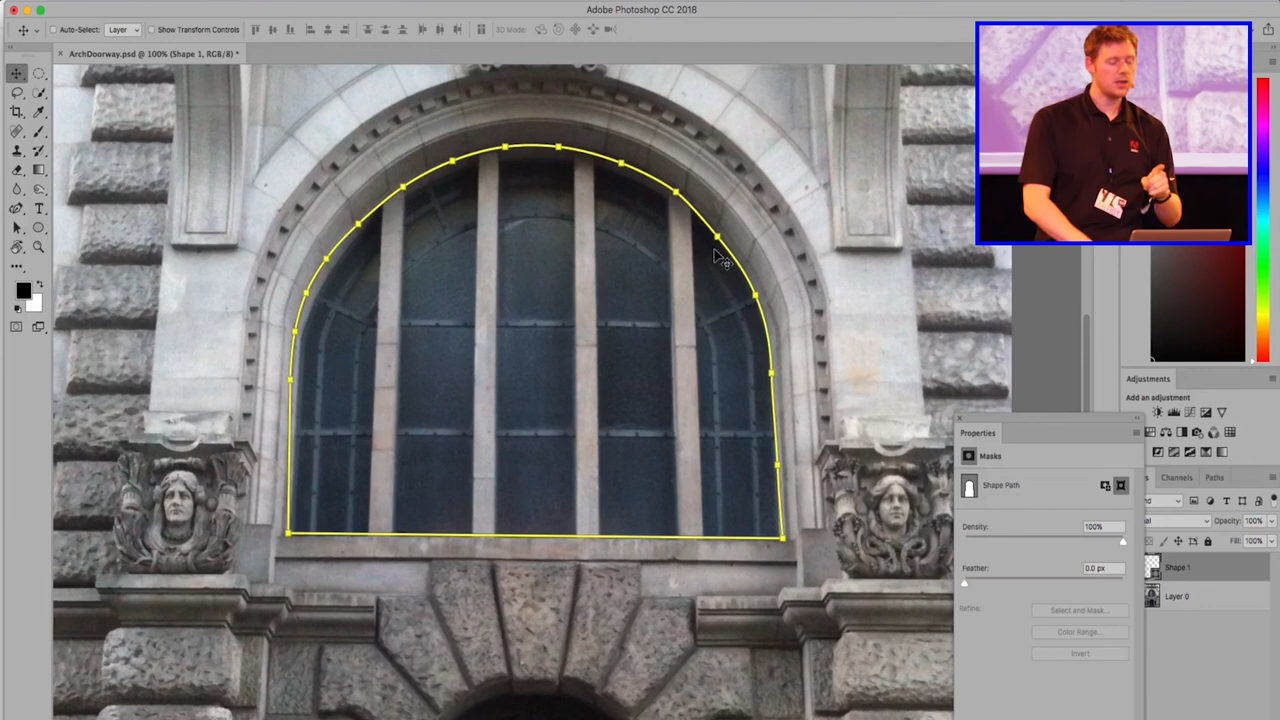 Adobe Photoshop CC 2018
Auto-Select: Layer Show Transform Controls 3D Mode:
× ArchDoorway.psd @ 100% (Shape 1, RGB/8) *
Adjustments
Add an adjustment
Properties
Masks
Shape Path
Density: 100%
Feather: 0.0 px
Refine:
Select and Mask...
Color Range...
Invert
Channels Paths
Opacity: 100%
Fill: 100%
Shape 1
Layer 0